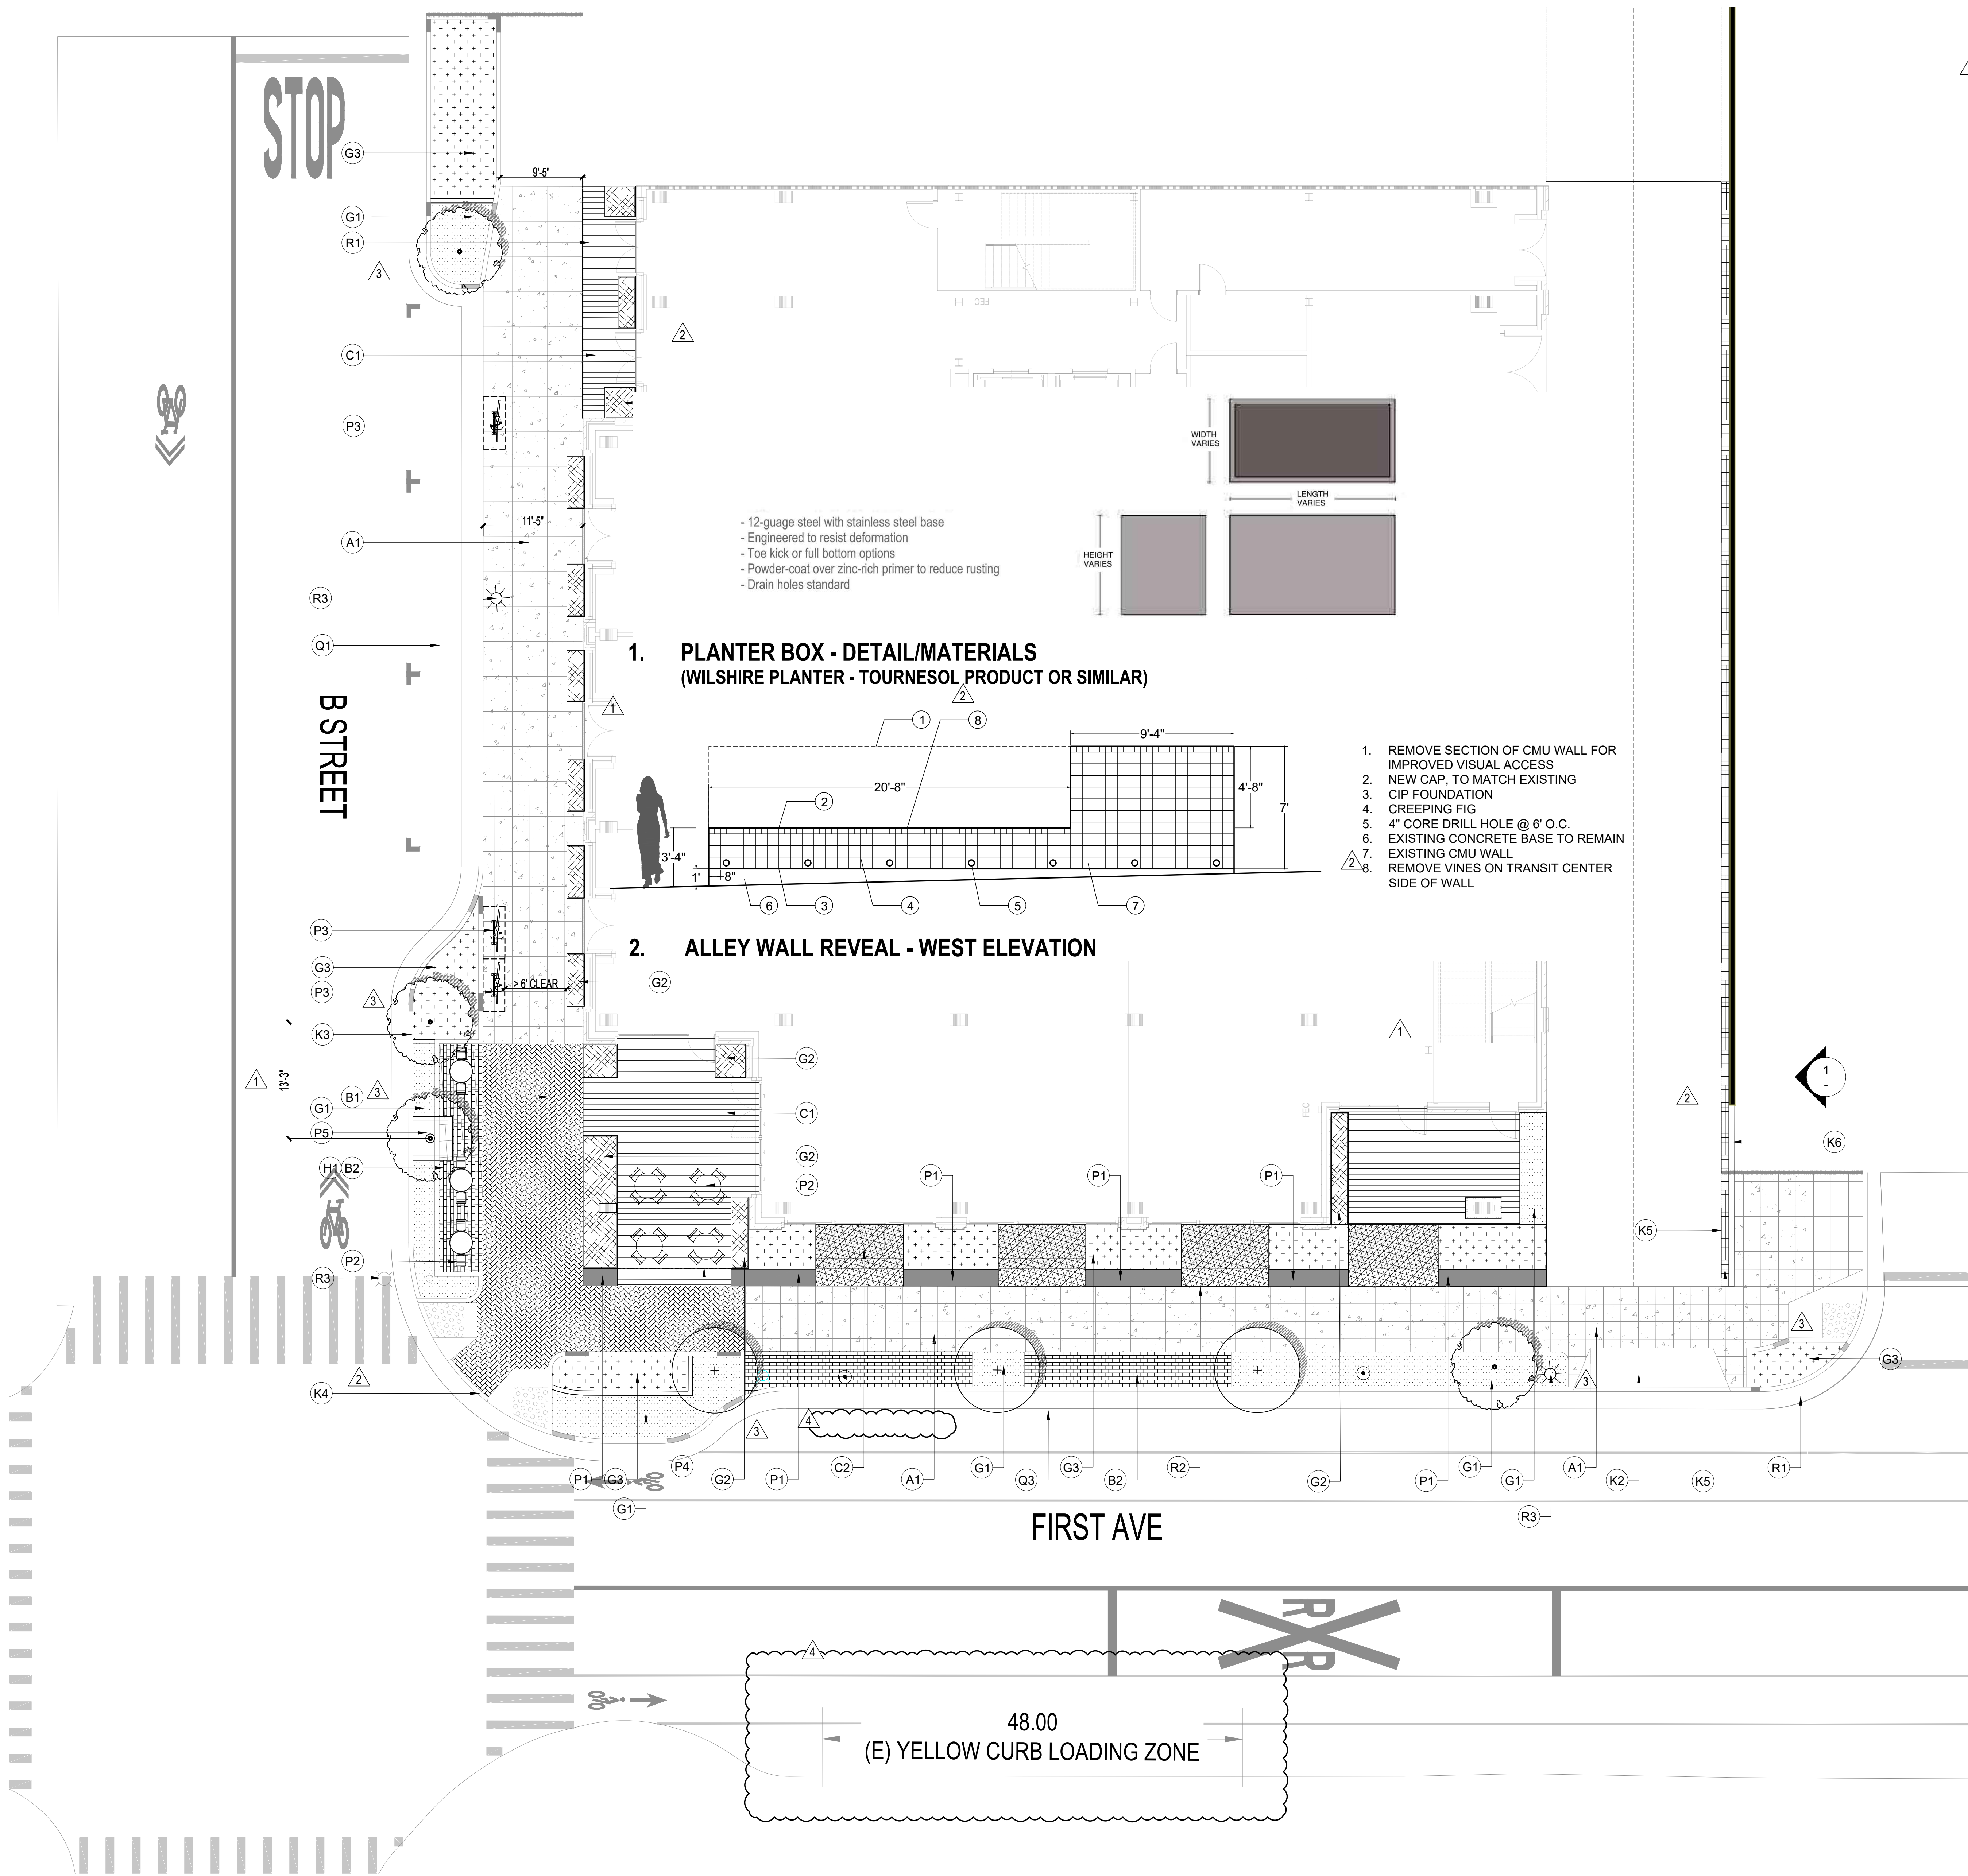 STOP
G3
9'-5"
G1
R1
3
FEC
2
C1
P3
WIDTH
VARIES
LENGTH
VARIES
11'-5"
A1
- 12-guage steel with stainless steel base
- Engineered to resist deformation
- Toe kick or full bottom options
- Powder-coat over zinc-rich primer to reduce rusting
- Drain holes standard
HEIGHT
VARIES
R3
Q1
1. PLANTER BOX - DETAIL/MATERIALS
(WILSHIRE PLANTER - TOURNESOL PRODUCT OR SIMILAR)
2
1
B STREET
1
8
9'-4"
20'-8"
4'-8"
7'
2
3'-4"
1'
8"
6
3
4
5
7
1. REMOVE SECTION OF CMU WALL FOR
IMPROVED VISUAL ACCESS
2. NEW CAP, TO MATCH EXISTING
3. CIP FOUNDATION
4. CREEPING FIG
5. 4" CORE DRILL HOLE @ 6' O.C.
6. EXISTING CONCRETE BASE TO REMAIN
7. EXISTING CMU WALL
2
8. REMOVE VINES ON TRANSIT CENTER
SIDE OF WALL
2. ALLEY WALL REVEAL - WEST ELEVATION
P3
G3
P3
3
> 6' CLEAR
G2
K3
1
13'-3"
1
G2
1
-
B1
3
2
G1
C1
FEC
P5
K6
H1
B2
G2
P1
P1
P1
P2
K5
P2
R3
3
2
K4
G3
3
4
3
P1
G3
P4
G2
P1
C2
A1
G1
Q3
G3
B2
R2
G2
P1
G1
G1
A1
K2
K5
R1
G1
R3
FIRST AVE
R R
4
48.00
(E) YELLOW CURB LOADING ZONE